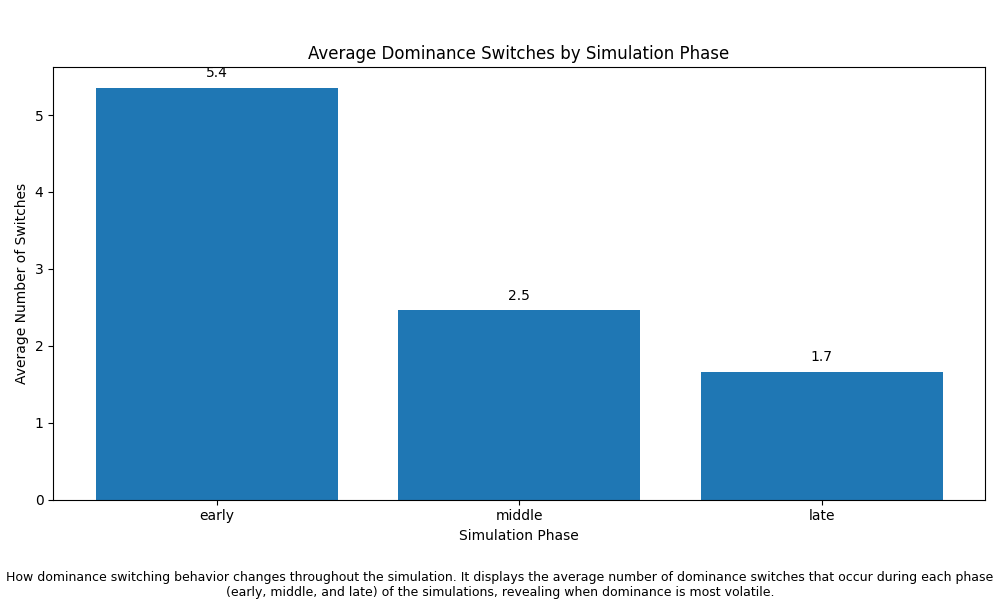 Average Dominance Switches by Simulation Phase
5.4
5
4
3
2
1
0
2.5
1.7
Average Number of Switches
early
middle
late
Simulation Phase
How dominance switching behavior changes throughout the simulation. It displays the average number of dominance switches that occur during each phase
(early, middle, and late) of the simulations, revealing when dominance is most volatile.